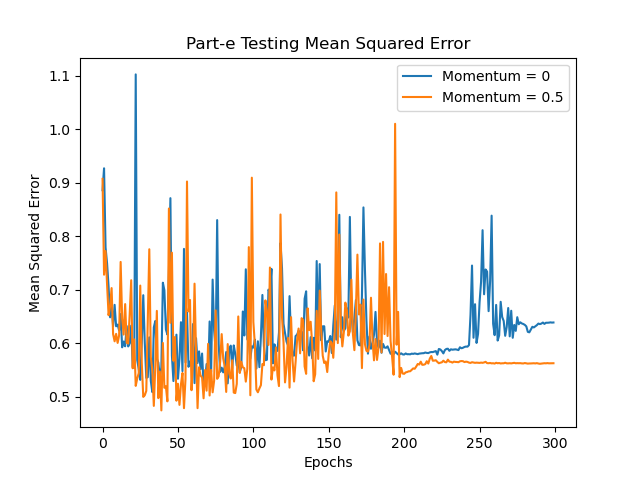 Part-e Testing Mean Squared Error
Momentum = 0
Momentum = 0.5
Mean Squared Error
1.1
1.0
0.9
0.8
0.7
0.6
0.5
0
50
100
150
200
250
300
Epochs